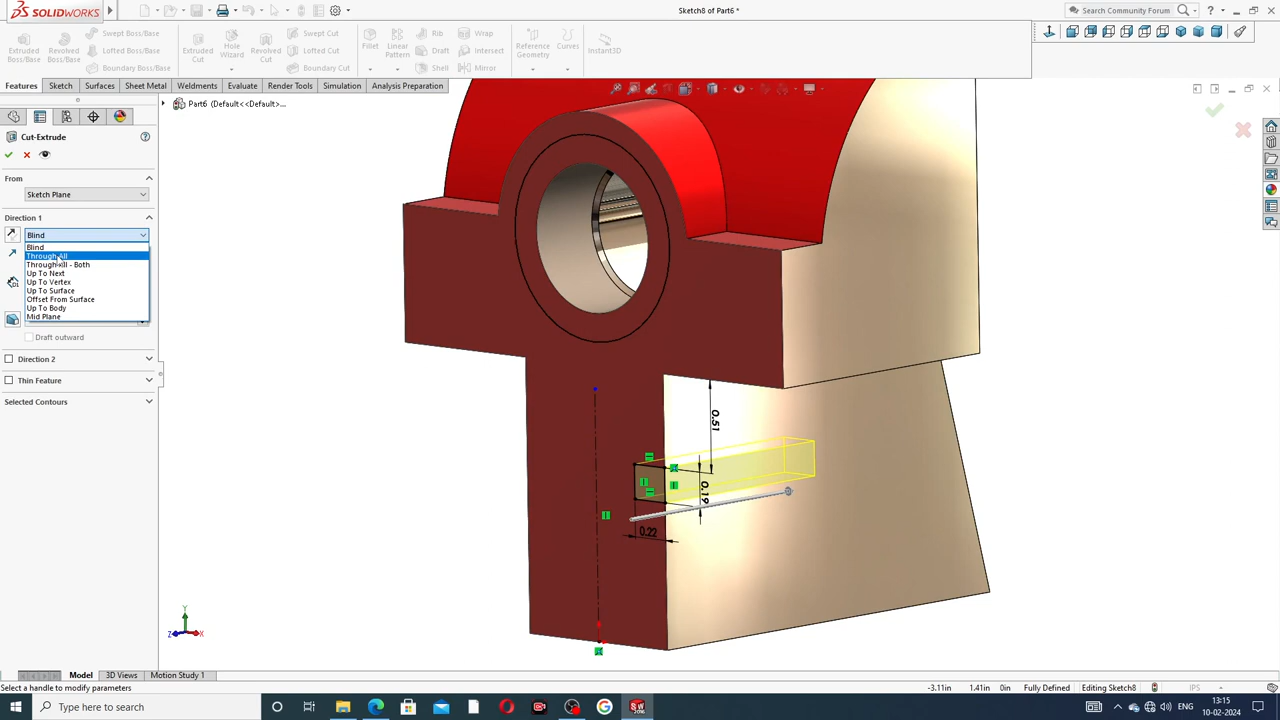 SOLIDWORKS
Sketch8 of Part6 *
Search Community Forum
Extruded Boss/Base
Revolved Boss/Base
Swept Boss/Base
Lofted Boss/Base
Boundary Boss/Base
Extruded Cut
Hole Wizard
Revolved Cut
Swept Cut
Lofted Cut
Boundary Cut
Fillet
Linear Pattern
Rib
Draft
Shell
Wrap
Intersect
Mirror
Reference Geometry
Curves
Instant3D
Features
Sketch
Surfaces
Sheet Metal
Weldments
Evaluate
Render Tools
Simulation
Analysis Preparation
Part6 (Default<<Default>...
Cut-Extrude
From
Sketch Plane
Direction 1
Blind
Blind
Through All
Through All - Both
Up To Next
Up To Vertex
Up To Surface
Offset From Surface
Up To Body
Mid Plane
Draft outward
Direction 2
Thin Feature
Selected Contours
0.51
0.19
0.22
Y
Z
X
Model
3D Views
Motion Study 1
Select a handle to modify parameters
-3.11in
1.41in
0in
Fully Defined
Editing Sketch8
IPS
Type here to search
ENG
13:15
10-02-2024